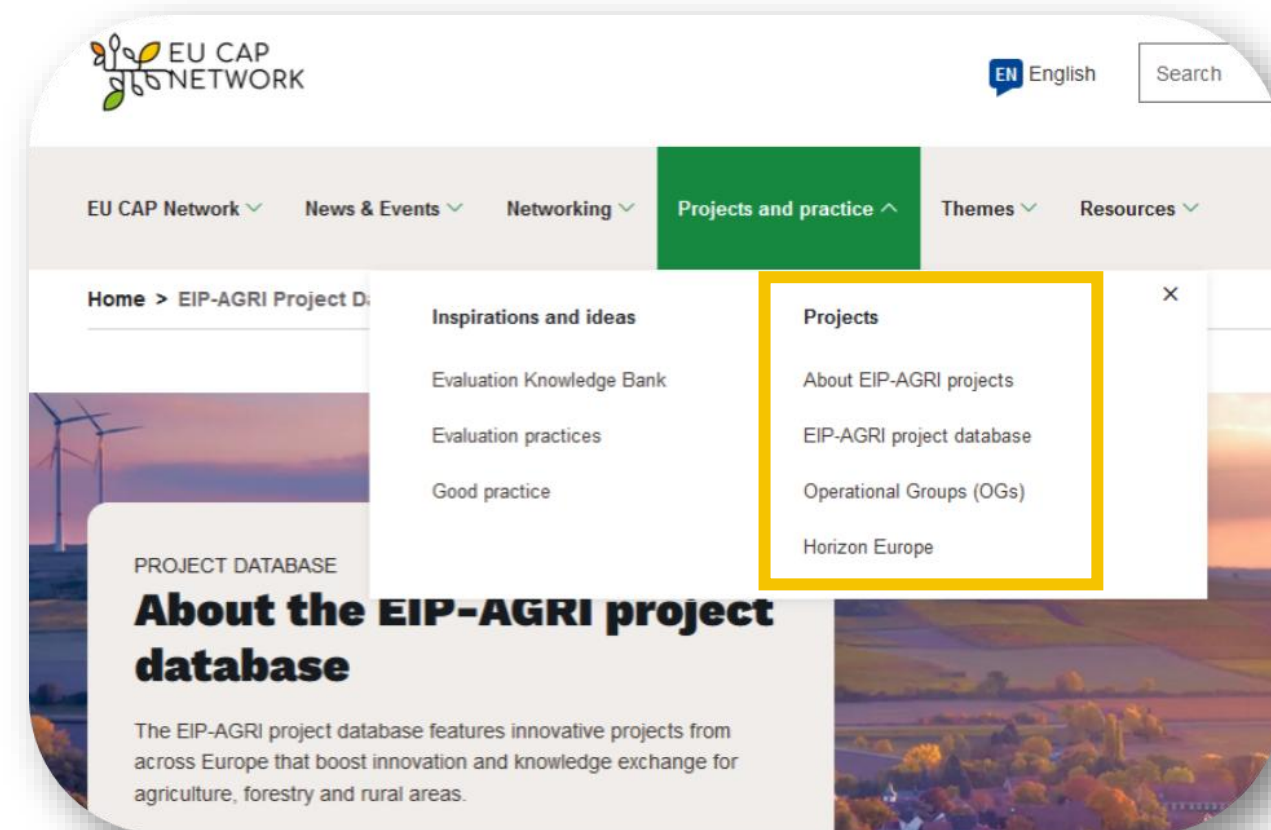 EU CAP
NETWORK
EN English
Search
EU CAP Network
News & Events
Networking
Projects and practice
Themes
Resources
Home > EIP-AGRI Project
Inspirations and ideas
Evaluation Knowledge Bank
Evaluation practices
Good practice
Projects
About EIP-AGRI projects
EIP-AGRI project database
Operational Groups (OGs)
Horizon Europe
PROJECT DATABASE
About the EIP-AGRI project
database
The EIP-AGRI project database features innovative projects from
across Europe that boost innovation and knowledge exchange for
agriculture, forestry and rural areas.